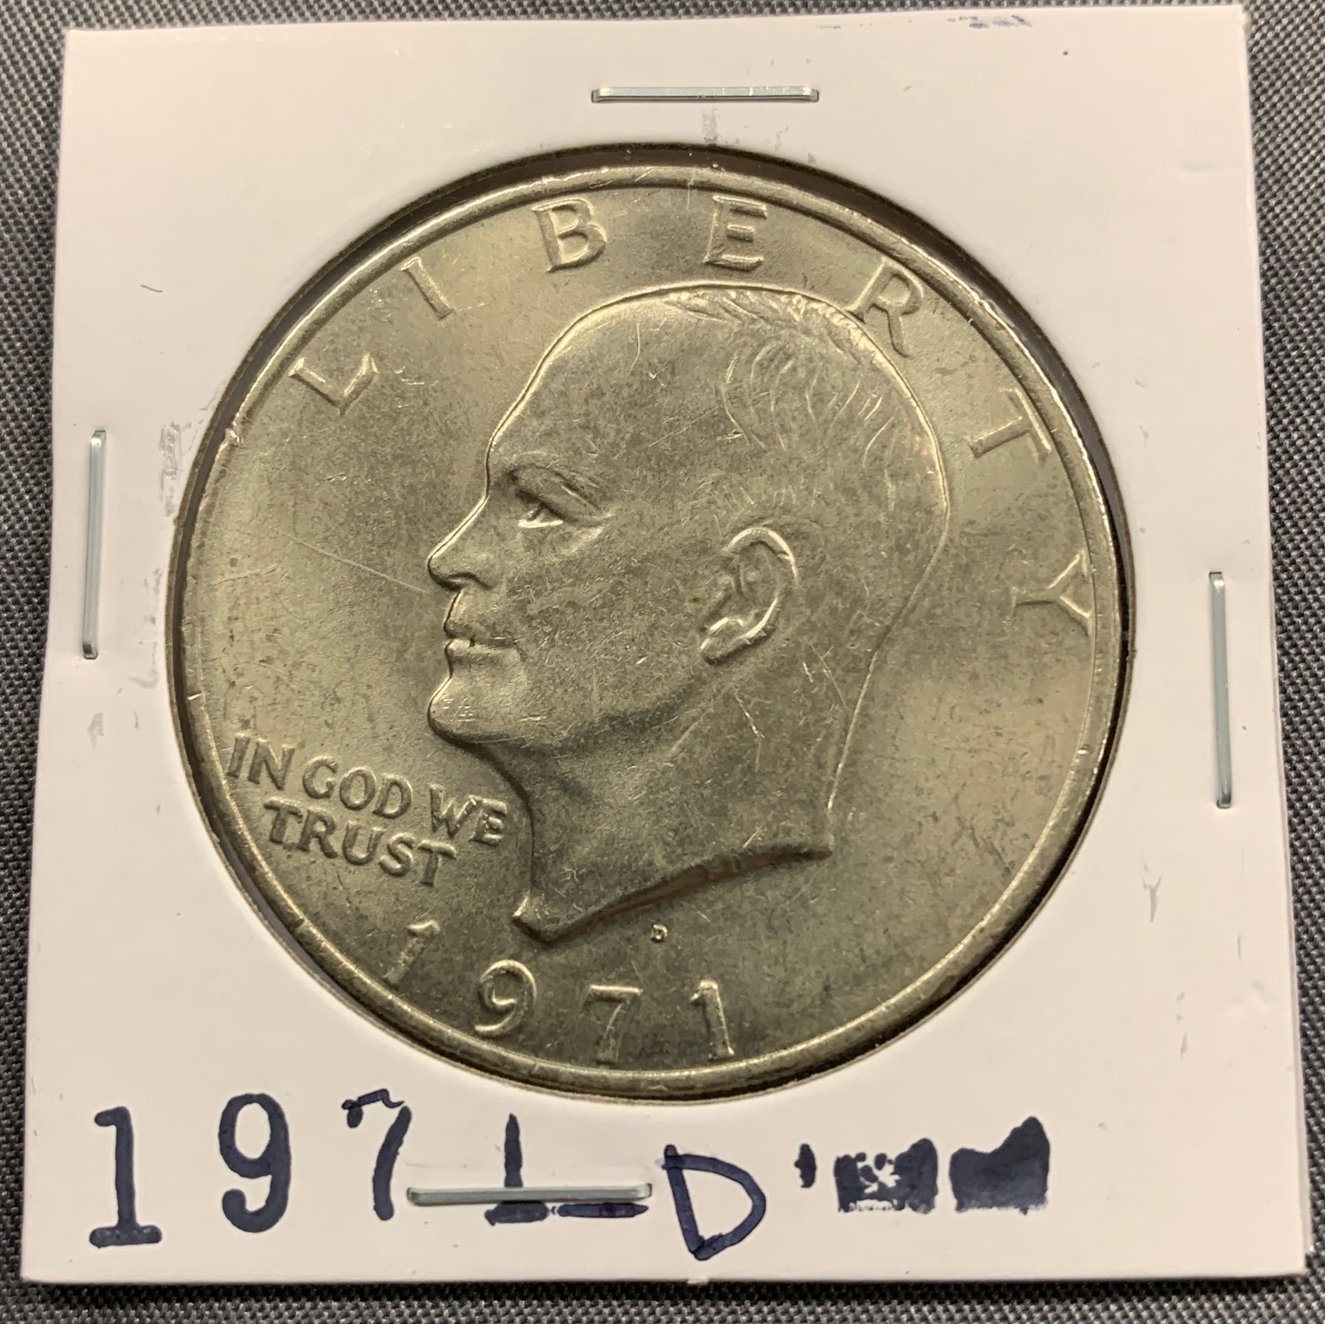 LIBERTY
IN GOD WE
TRUST
D
1971
1971 D